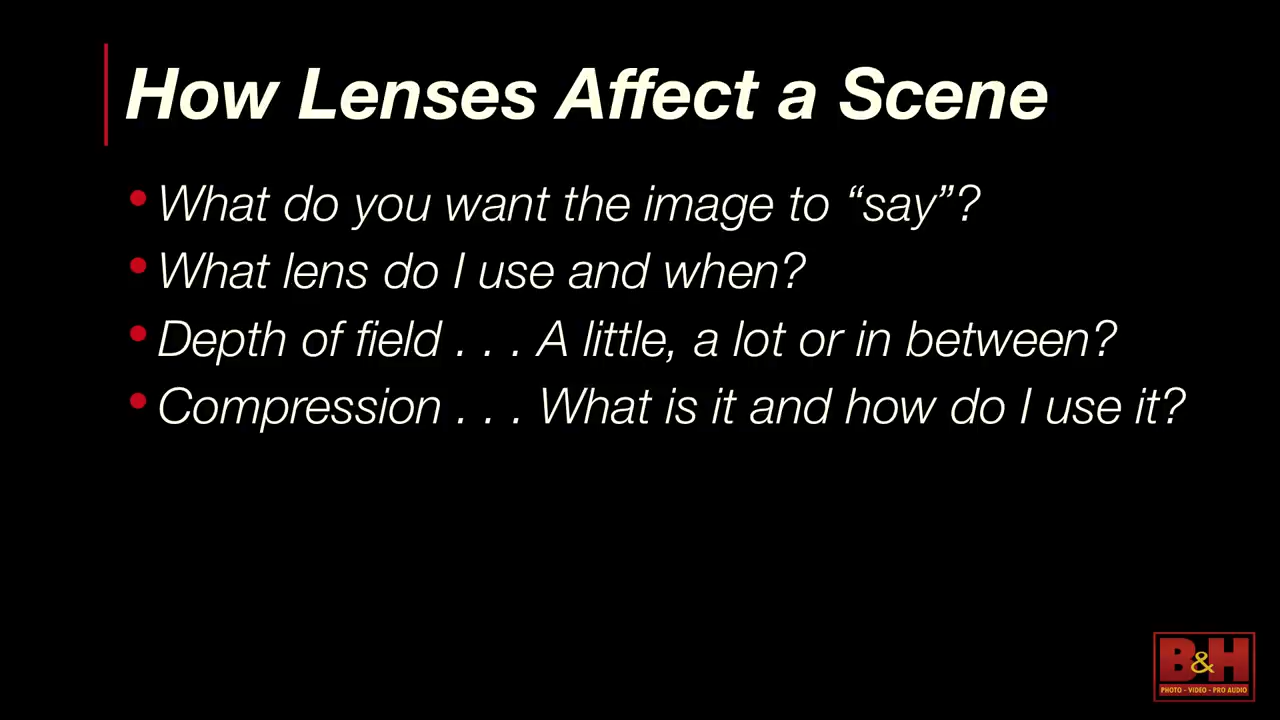 How Lenses Affect a Scene
• What do you want the image to “say”?
• What lens do I use and when?
• Depth of field . . . A little, a lot or in between?
• Compression . . . What is it and how do I use it?
B&H
PHOTO - VIDEO - PRO AUDIO